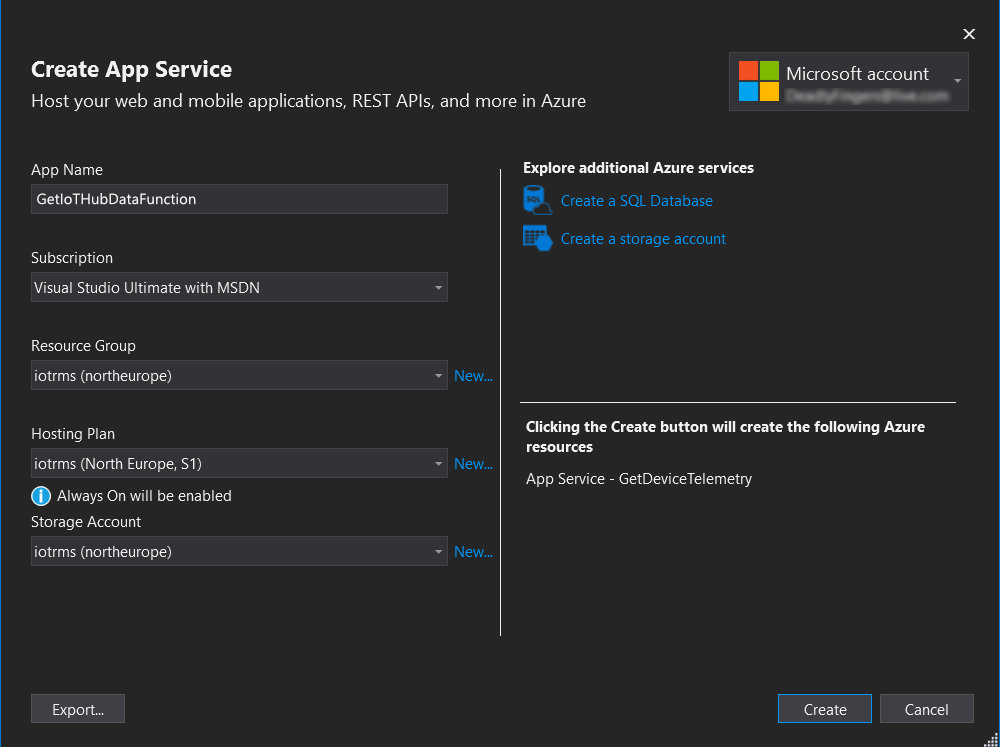 Create App Service
Host your web and mobile applications, REST APIs, and more in Azure
Microsoft account
App Name
GetIoTHubDataFunction
Subscription
Visual Studio Ultimate with MSDN
Resource Group
iotrms (northeurope)
New...
Hosting Plan
iotrms (North Europe, S1)
New...
Always On will be enabled
Storage Account
iotrms (northeurope)
New...
Explore additional Azure services
SQL
Create a SQL Database
Create a storage account
Clicking the Create button will create the following Azure
resources
App Service - GetDeviceTelemetry
Export...
Create
Cancel